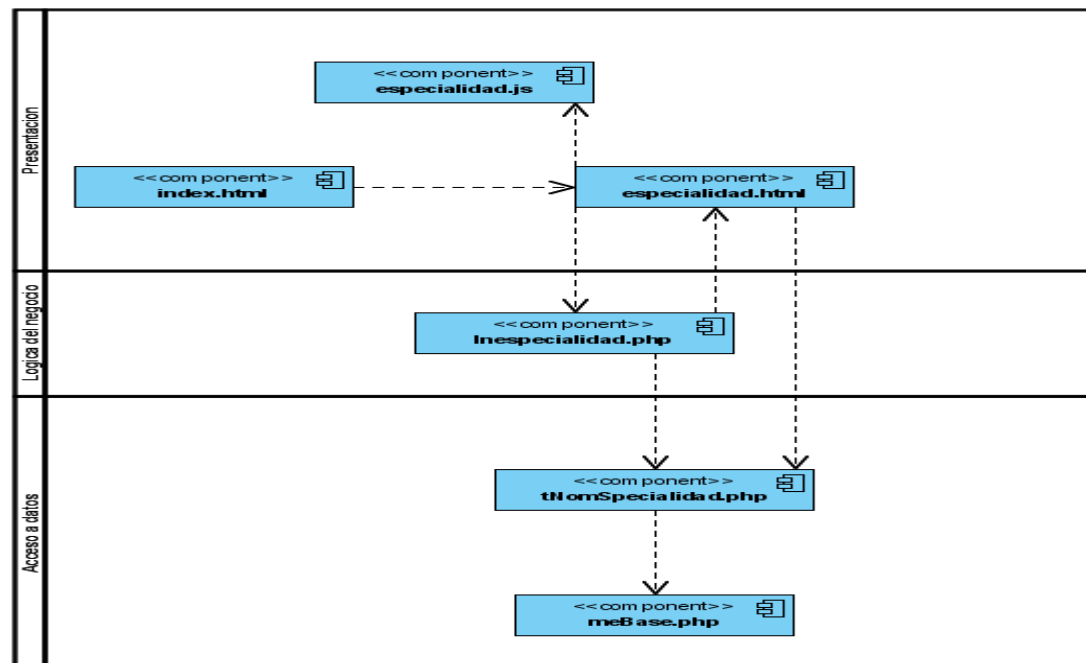 Presentacion
<<component>>
especialidad.js
<<component>>
index.html
<<component>>
especialidad.html
Logica del negocio
<<component>>
lnespecialidad.php
Acceso a datos
<<component>>
tNomSpecialidad.php
<<component>>
meBase.php